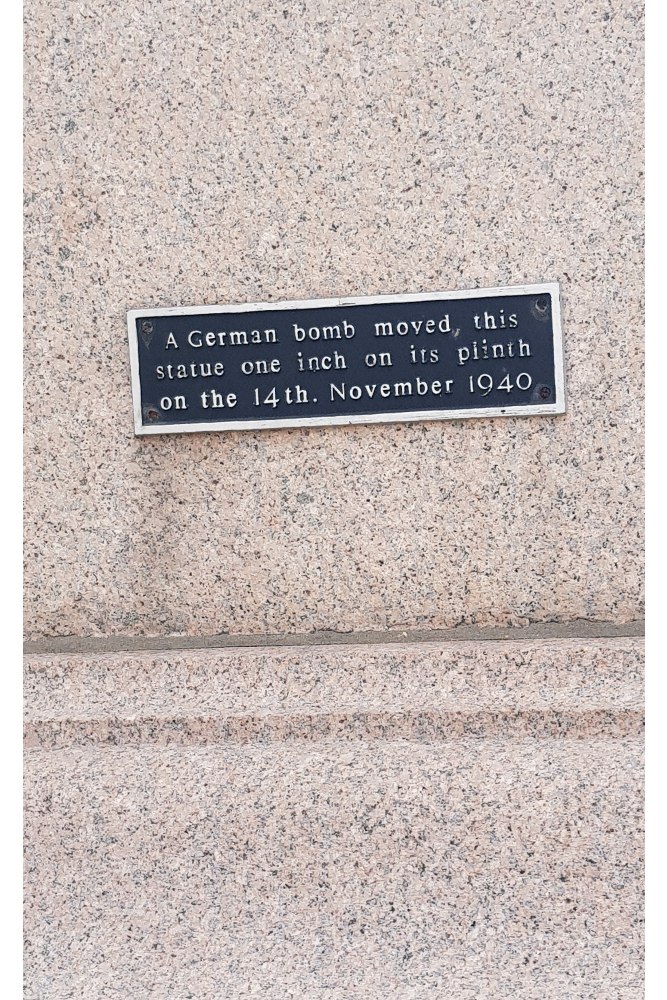 A German bomb moved, this
statue one inch on its plinth
on the 14th. November 1940